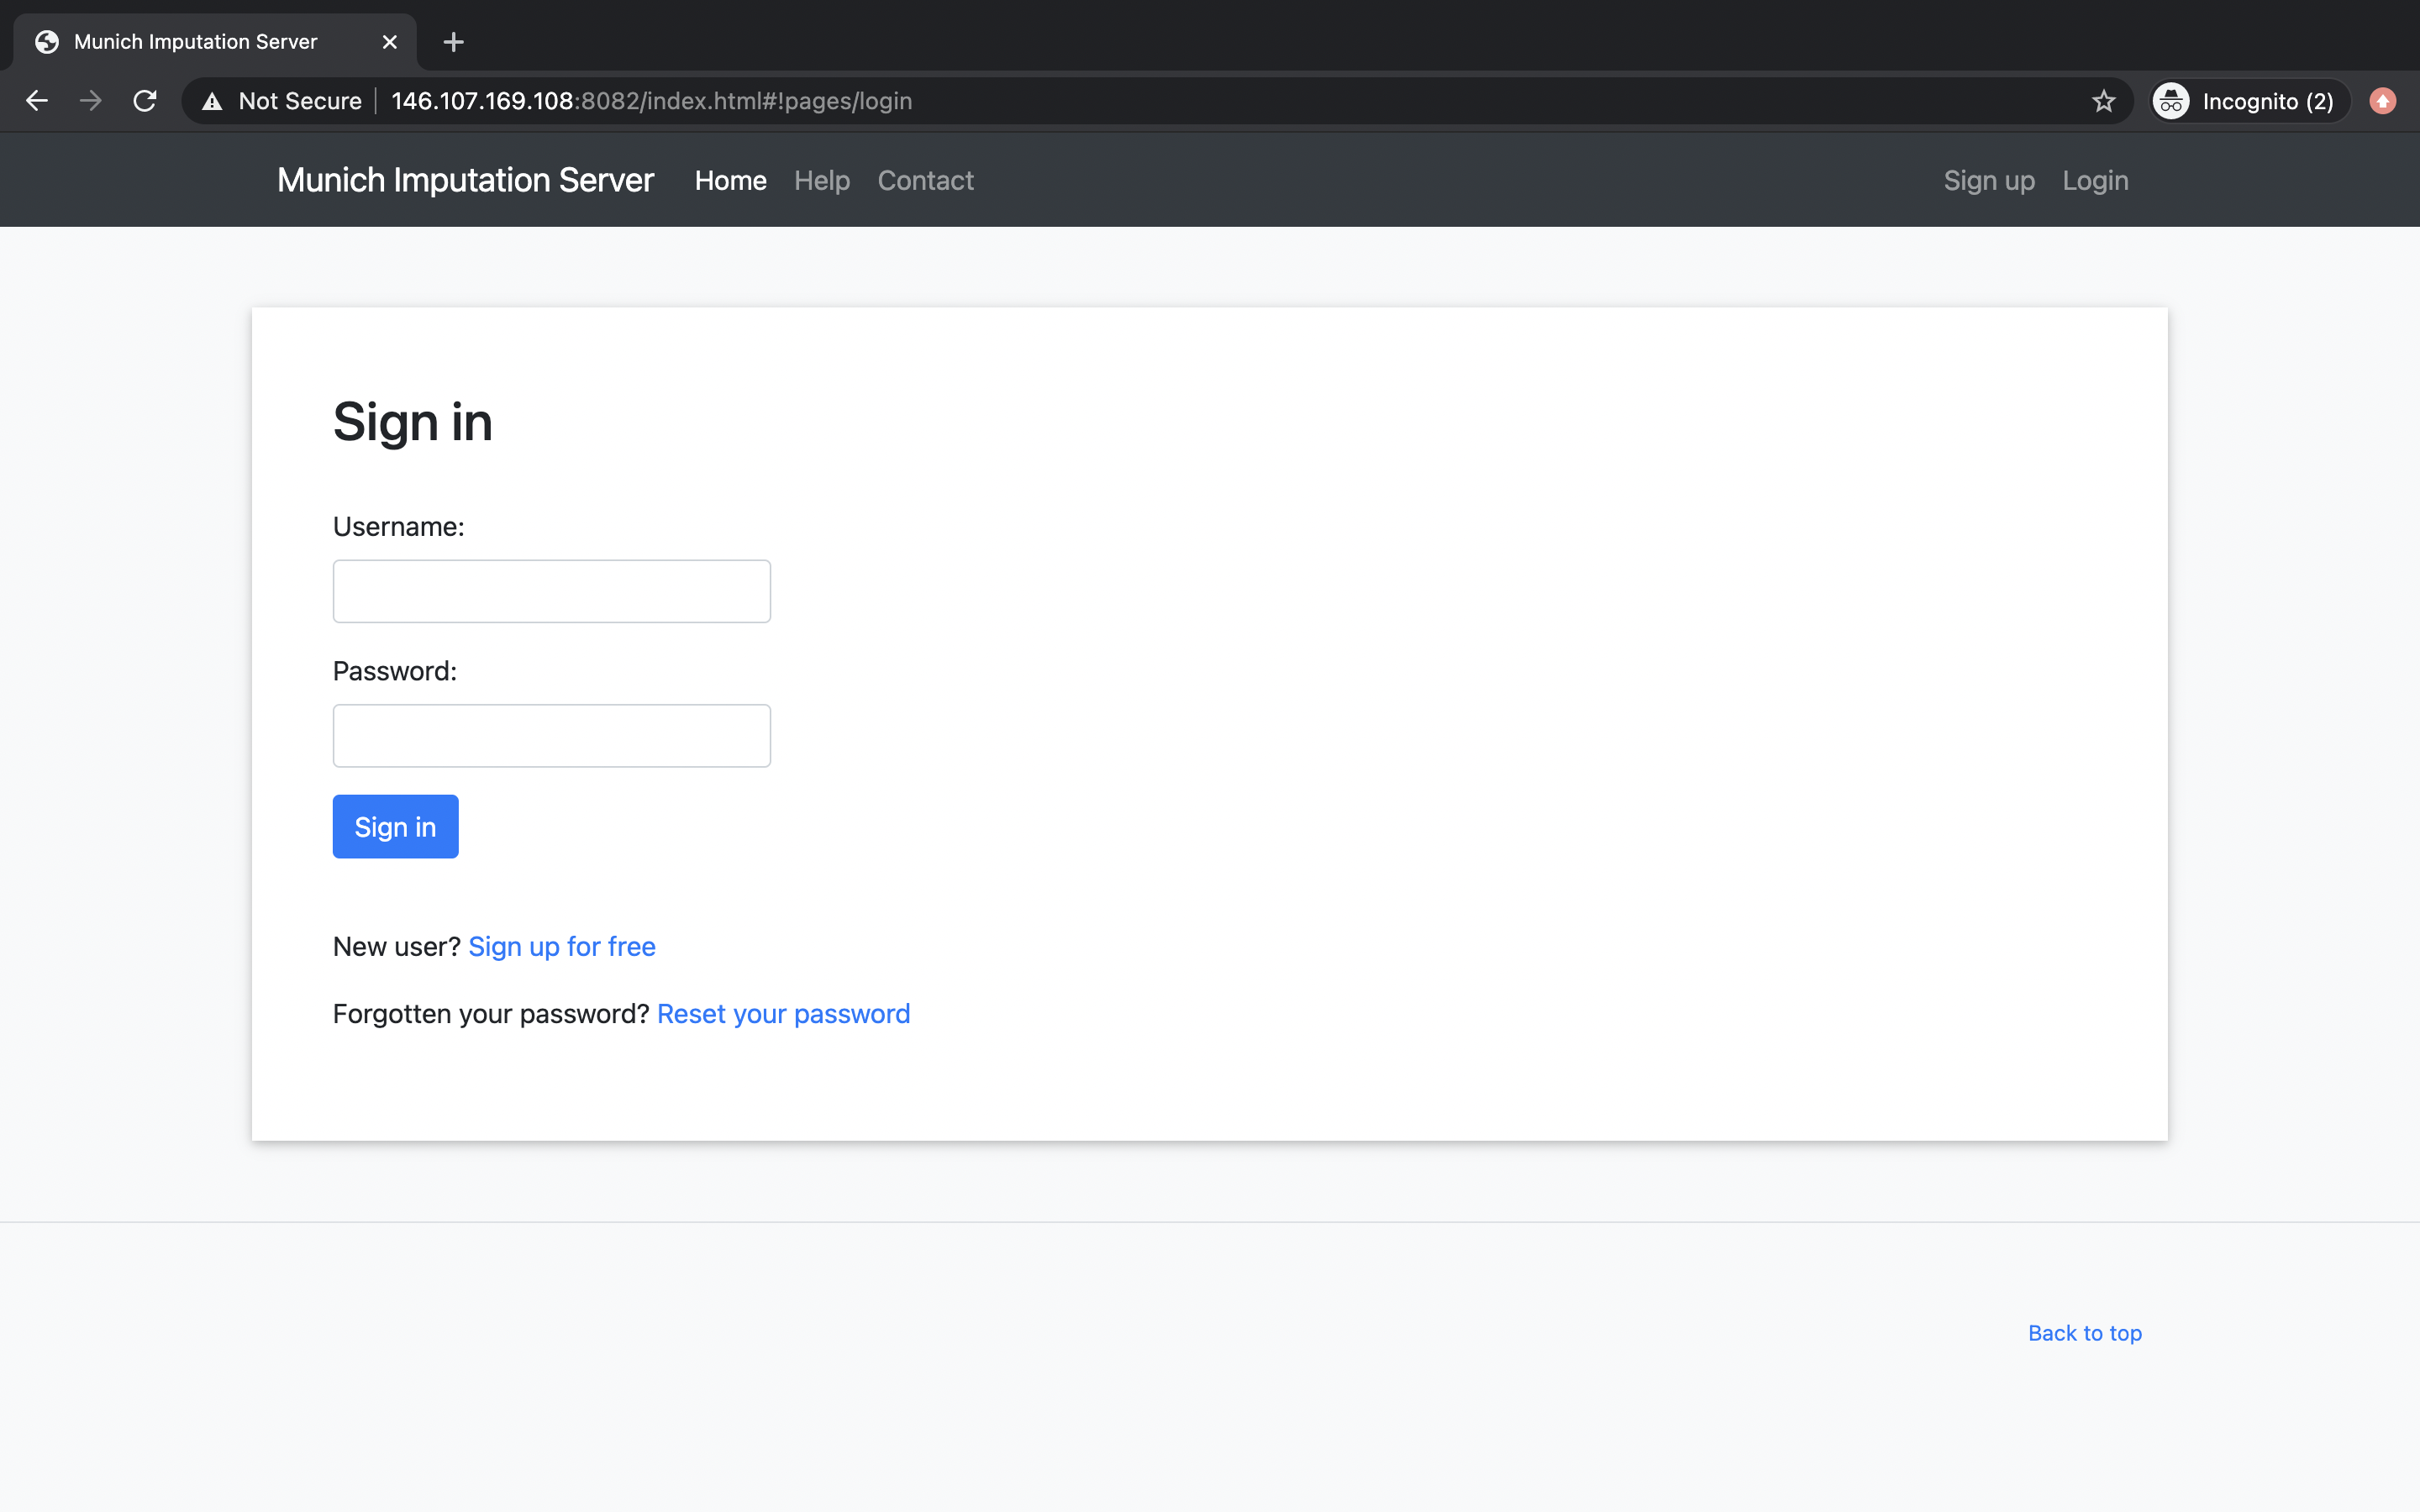 Munich Imputation Server
Not Secure 146.107.169.108:8082/index.html#!pages/login Incognito (2)
Munich Imputation Server Home Help Contact Sign up Login
Sign in
Username:
Password:
Sign in
New user? Sign up for free
Forgotten your password? Reset your password
Back to top